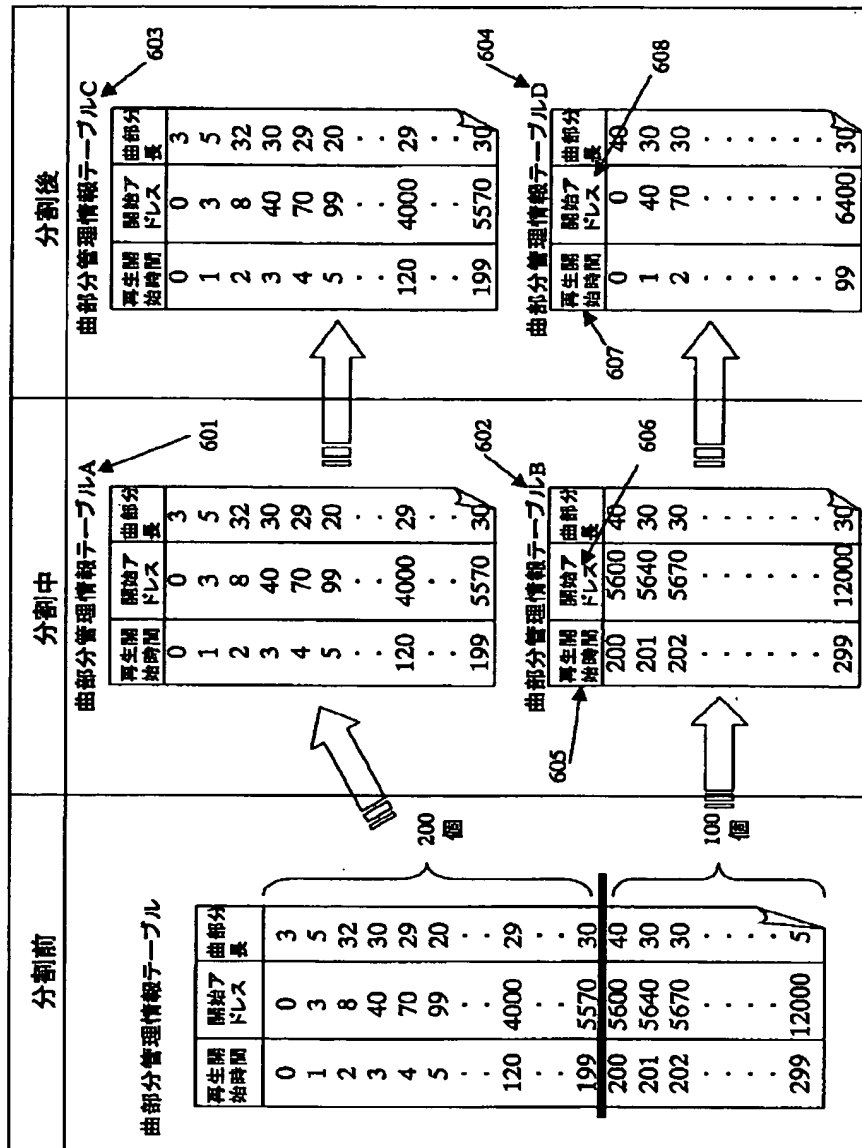 分割前
曲部分管理情報テーブル
再生開始時間 開始アドレス 曲部分長
0 0 3
1 3 5
2 8 32
3 40 30
4 70 29
5 99 20
・ ・ ・ ・
120 4000 29
・ ・ ・ ・
199 5570 30
200 5600 40
201 5640 30
202 5670 30
・ ・ ・ ・ ・ ・
299 12000 5
200個
100個
分割中
曲部分管理情報テーブルA
601
再生開始時間 開始アドレス 曲部分長
0 0 3
1 3 5
2 8 32
3 40 30
4 70 29
5 99 20
・ ・ ・ ・
120 4000 29
・ ・ ・ ・
199 5570 30
曲部分管理情報テーブルB
602
605
606
再生開始時間 開始アドレス 曲部分長
200 5600 40
201 5640 30
202 5670 30
・ ・ ・ ・ ・ ・
299 12000 30
分割後
曲部分管理情報テーブルC
603
再生開始時間 開始アドレス 曲部分長
0 0 3
1 3 5
2 8 32
3 40 30
4 70 29
5 99 20
・ ・ ・ ・
120 4000 29
・ ・ ・ ・
199 5570 30
曲部分管理情報テーブルD
604
607
608
再生開始時間 開始アドレス 曲部分長
0 0 40
1 40 30
2 70 30
・ ・ ・ ・ ・ ・
99 6400 30